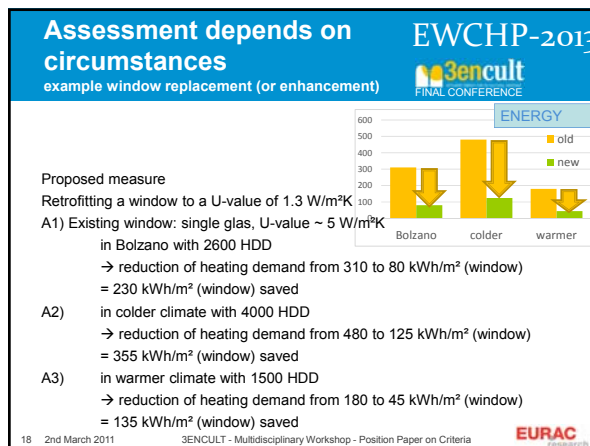 Assessment depends on
circumstances
example window replacement (or enhancement)
EWCHP-2013
3encult
FINAL CONFERENCE
ENERGY
600
500
400
300
200
100
0
old
new
Bolzano colder warmer
Proposed measure
Retrofitting a window to a U-value of 1.3 W/m²K
A1) Existing window: single glas, U-value ~ 5 W/m²K
in Bolzano with 2600 HDD
→ reduction of heating demand from 310 to 80 kWh/m² (window)
= 230 kWh/m² (window) saved
A2) in colder climate with 4000 HDD
→ reduction of heating demand from 480 to 125 kWh/m² (window)
= 355 kWh/m² (window) saved
A3) in warmer climate with 1500 HDD
→ reduction of heating demand from 180 to 45 kWh/m² (window)
= 135 kWh/m² (window) saved
18 2nd March 2011 3ENCULT - Multidisciplinary Workshop - Position Paper on Criteria
EURAC
research